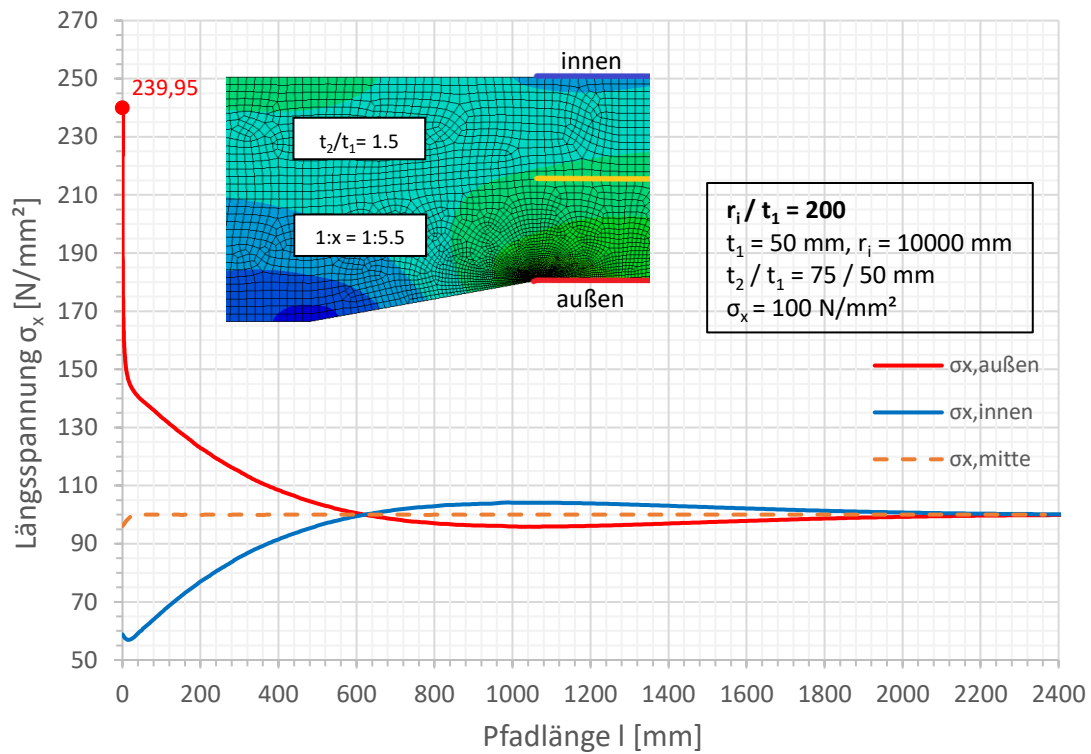 270
250
230
210
190
170
150
130
110
90
70
50
Längsspannung σx [N/mm²]
239,95
innen
t2/t1= 1.5
1:x = 1:5.5
außen
ri / t1 = 200
t1 = 50 mm, ri = 10000 mm
t2 / t1 = 75 / 50 mm
σx = 100 N/mm²
σx,außen
σx,innen
σx,mitte
0 200 400 600 800 1000 1200 1400 1600 1800 2000 2200 2400
Pfadlänge l [mm]